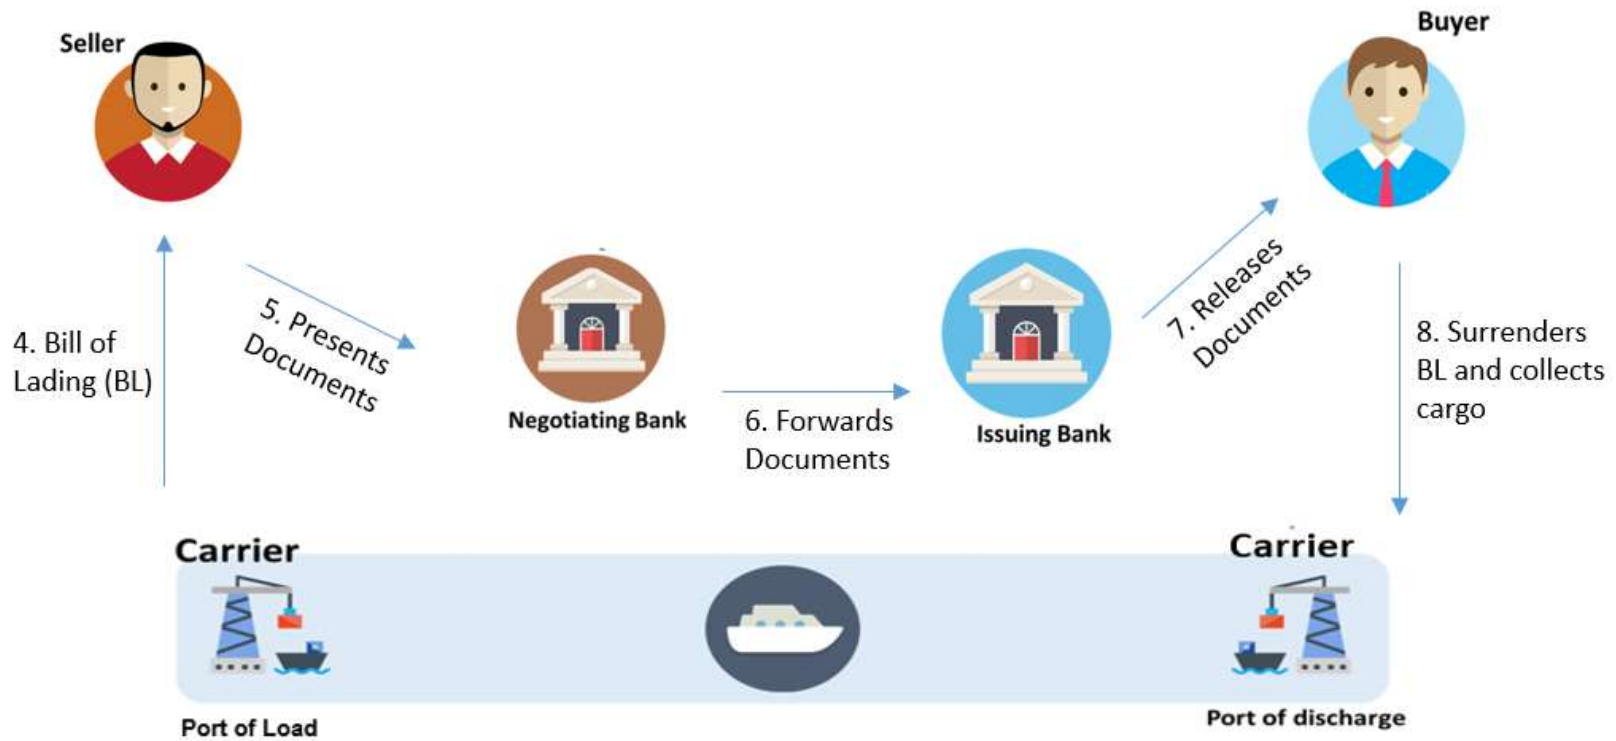 Seller
Buyer
4. Bill of
Lading (BL)
5. Presents
Documents
Negotiating Bank
6. Forwards
Documents
Issuing Bank
7. Releases
Documents
8. Surrenders
BL and collects
cargo
Carrier
Carrier
Port of Load
Port of discharge